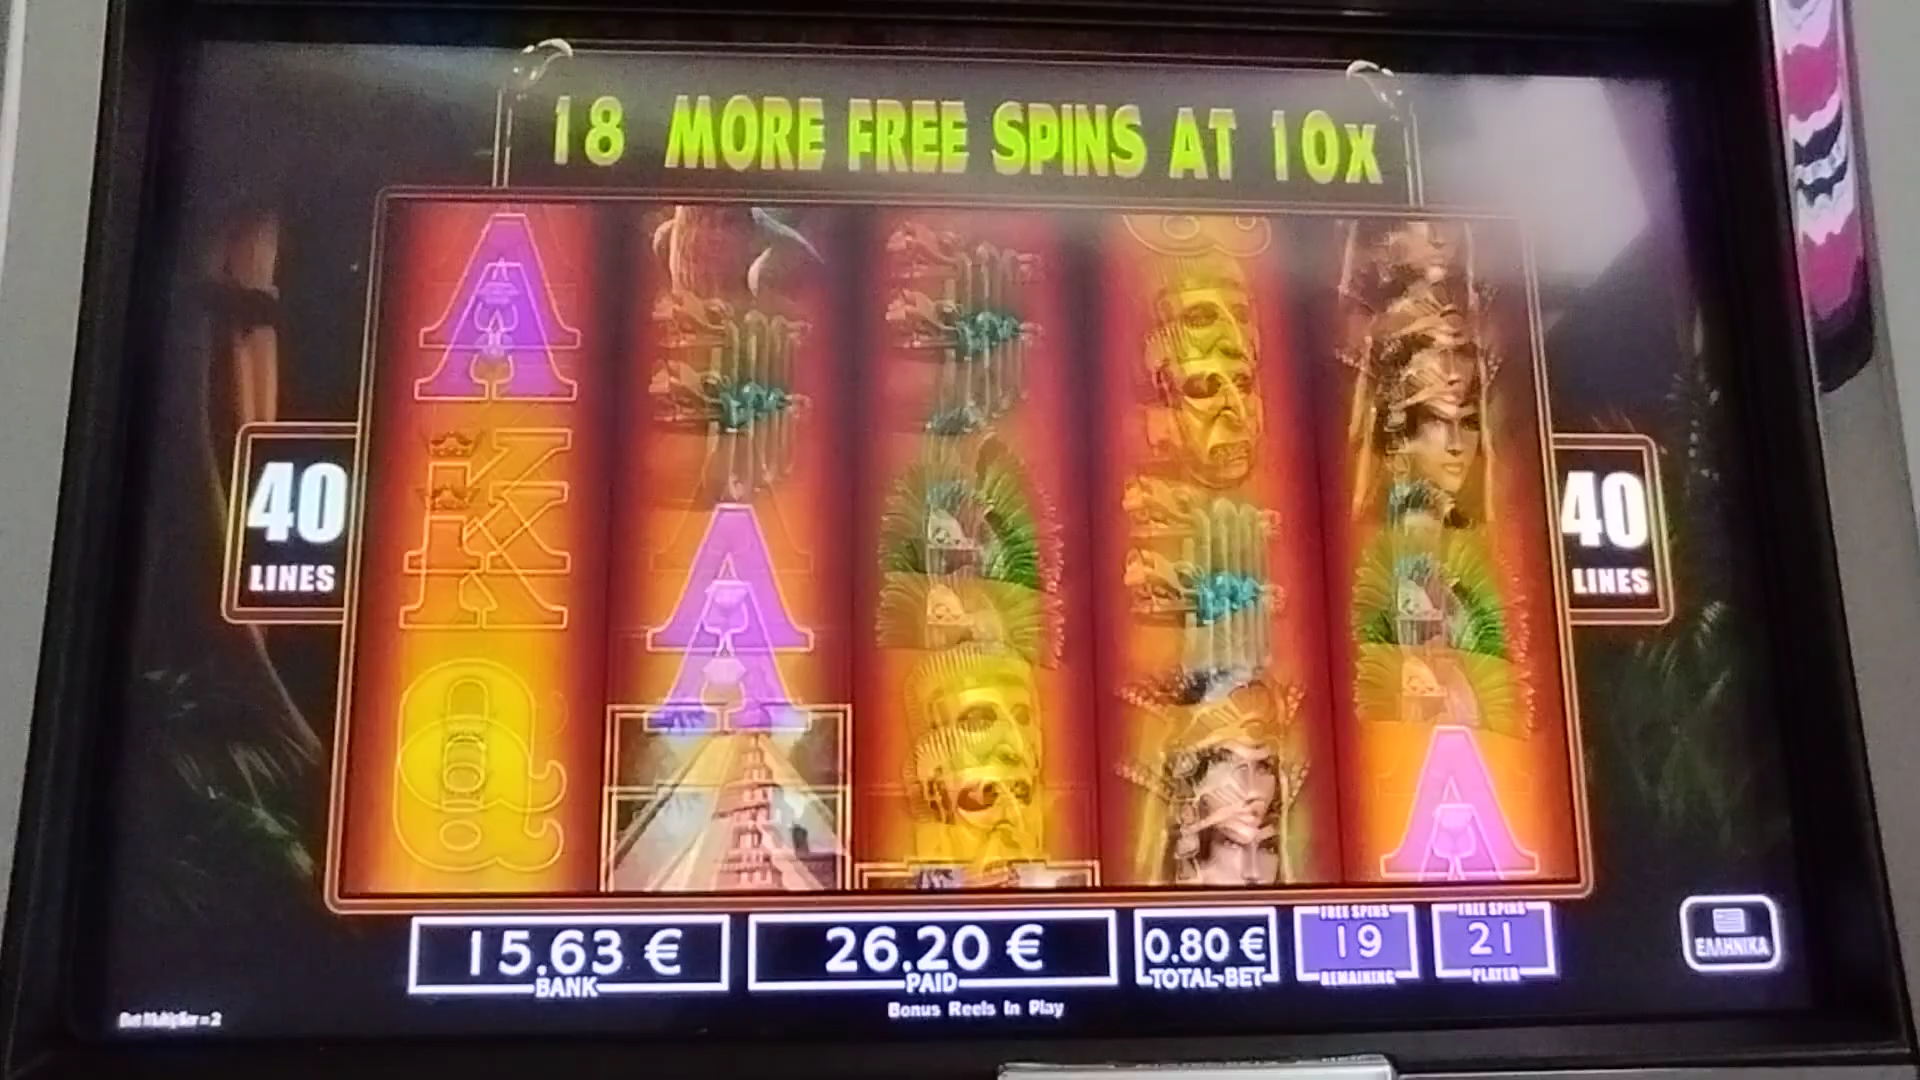 18 MORE FREE SPINS AT 10X
A
K
Q
A
A
40
LINES
40
LINES
15.63 €
BANK
26.20 €
PAID
0.80 €
TOTAL BET
FREE SPINS
19
REMAINING
FREE SPINS
21
PLAYED
ΕΛΛΗΝΙΚΑ
Bonus Reels In Play
Bet Multiplier = 2